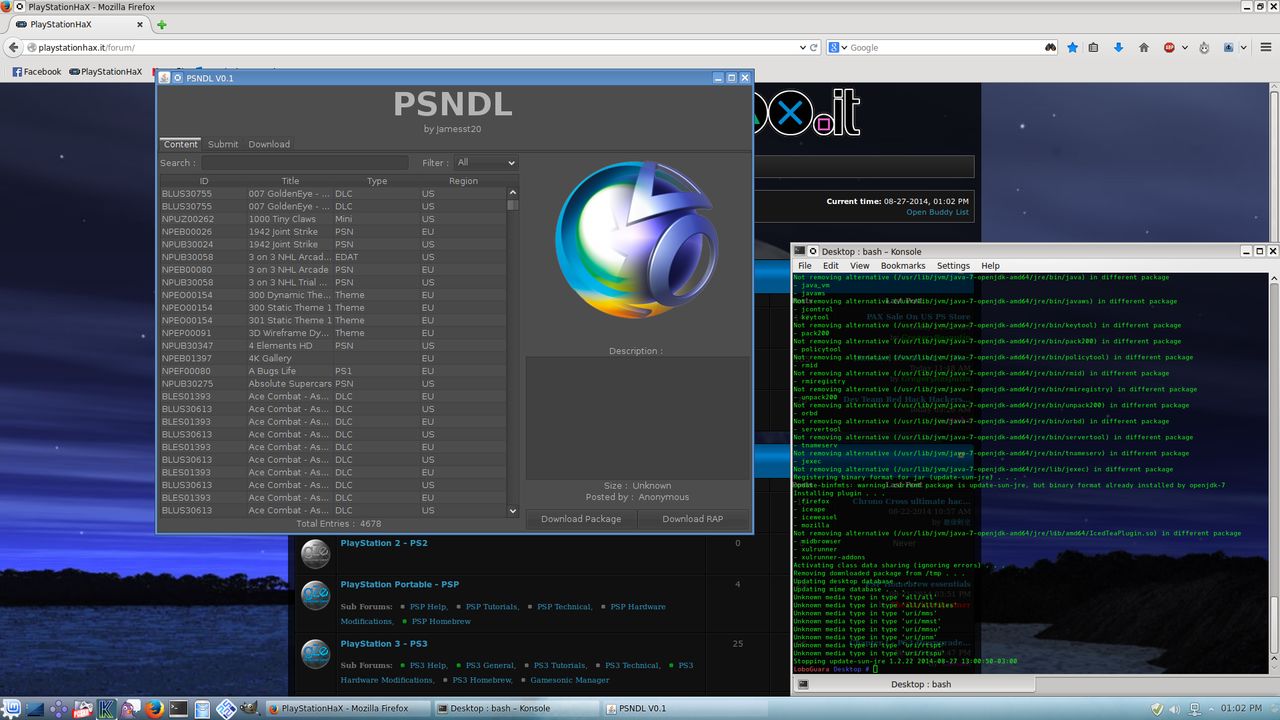 PlayStationHaX - Mozilla Firefox
PlayStationHaX
playstationhax.it/forum/
Google
Facebook PlayStationHaX
.it
Current time: 08-27-2014, 01:02 PM
Open Buddy List
PSNDL V0.1
PSNDL
by Jamesst20
Content Submit Download
Search : Filter : All
ID Title Type Region
BLUS30755 007 GoldenEye - ... DLC US
BLUS30755 007 GoldenEye - ... DLC US
NPUZ00262 1000 Tiny Claws Mini US
NPEB00026 1942 Joint Strike PSN EU
NPUB30024 1942 Joint Strike PSN US
NPUB30058 3 on 3 NHL Arcad... EDAT US
NPEB00080 3 on 3 NHL Arcade PSN EU
NPUB30058 3 on 3 NHL Trial ... PSN US
NPEO00154 300 Dynamic The... Theme EU
NPEO00154 300 Static Theme 1 Theme EU
NPEO00154 301 Static Theme 1 Theme EU
NPEO00091 3D Wireframe Dy... Theme EU
NPUB30347 4 Elements HD PSN US
NPEB01397 4K Gallery EU
NPEF00080 A Bugs Life PS1 EU
NPUB30275 Absolute Supercars PSN US
BLES01393 Ace Combat - As... DLC EU
BLUS30613 Ace Combat - As... DLC US
BLES01393 Ace Combat - As... DLC EU
BLUS30613 Ace Combat - As... DLC US
BLES01393 Ace Combat - As... DLC EU
BLUS30613 Ace Combat - As... DLC US
BLES01393 Ace Combat - As... DLC EU
BLUS30613 Ace Combat - As... DLC US
BLES01393 Ace Combat - As... DLC EU
BLUS30613 Ace Combat - As... DLC US
Total Entries : 4678
Description :
Size : Unknown
Posted by : Anonymous
Download Package Download RAP
PlayStation 2 - PS2 0
PlayStation Portable - PSP 4
Sub Forums: PSP Help, PSP Tutorials, PSP Technical, PSP Hardware
Modifications, PSP Homebrew
PlayStation 3 - PS3 25
Sub Forums: PS3 Help, PS3 General, PS3 Tutorials, PS3 Technical, PS3
Hardware Modifications, PS3 Homebrew, Gamesonic Manager
Desktop : bash – Konsole
File Edit View Bookmarks Settings Help
Not removing alternative (/usr/lib/jvm/java-7-openjdk-amd64/jre/bin/java) in different package
- java_vm
- javaws
Not removing alternative (/usr/lib/jvm/java-7-openjdk-amd64/jre/bin/javaws) in different package
- jcontrol
- keytool
Not removing alternative (/usr/lib/jvm/java-7-openjdk-amd64/jre/bin/keytool) in different package
- pack200
Not removing alternative (/usr/lib/jvm/java-7-openjdk-amd64/jre/bin/pack200) in different package
- policytool
Not removing alternative (/usr/lib/jvm/java-7-openjdk-amd64/jre/bin/policytool) in different package
- rmid
Not removing alternative (/usr/lib/jvm/java-7-openjdk-amd64/jre/bin/rmid) in different package
- rmiregistry
Not removing alternative (/usr/lib/jvm/java-7-openjdk-amd64/jre/bin/rmiregistry) in different package
- unpack200
Not removing alternative (/usr/lib/jvm/java-7-openjdk-amd64/jre/bin/unpack200) in different package
- orbd
Not removing alternative (/usr/lib/jvm/java-7-openjdk-amd64/jre/bin/orbd) in different package
- servertool
Not removing alternative (/usr/lib/jvm/java-7-openjdk-amd64/jre/bin/servertool) in different package
- tnameserv
Not removing alternative (/usr/lib/jvm/java-7-openjdk-amd64/jre/bin/tnameserv) in different package
- jexec
Not removing alternative (/usr/lib/jvm/java-7-openjdk-amd64/jre/lib/jexec) in different package
Registering binary format for jar (update-sun-jre) . . .
update-binfmts: warning: current package is update-sun-jre, but binary format already installed by openjdk-7
Installing plugin . . .
- firefox
- iceape
- iceweasel
- mozilla
Not removing alternative (/usr/lib/jvm/java-7-openjdk-amd64/jre/lib/amd64/IcedTeaPlugin.so) in different package
- midbrowser
- xulrunner
- xulrunner-addons
Activating class data sharing (ignoring errors) . . .
Removing downloaded package from /tmp . . .
Updating desktop database . . .
Updating mime database . . .
Unknown media type in type 'all/all'
Unknown media type in type 'all/allfiles'
Unknown media type in type 'uri/mms'
Unknown media type in type 'uri/mmst'
Unknown media type in type 'uri/mmsu'
Unknown media type in type 'uri/pnm'
Unknown media type in type 'uri/rtspt'
Unknown media type in type 'uri/rtspu'
Stopping update-sun-jre 1.2.22 2014-08-27 13:00:50-03:00
LoboGuara Desktop #
Desktop : bash
PlayStationHaX - Mozilla Firefox Desktop : bash – Konsole PSNDL V0.1 01:02 PM